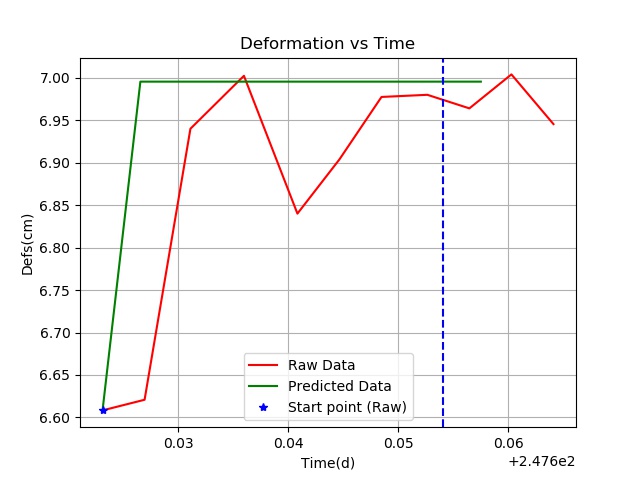 Deformation vs Time
Defs(cm)
7.00
6.95
6.90
6.85
6.80
6.75
6.70
6.65
6.60
Raw Data
Predicted Data
Start point (Raw)
0.03 0.04 0.05 0.06
Time(d)
+2.476e2